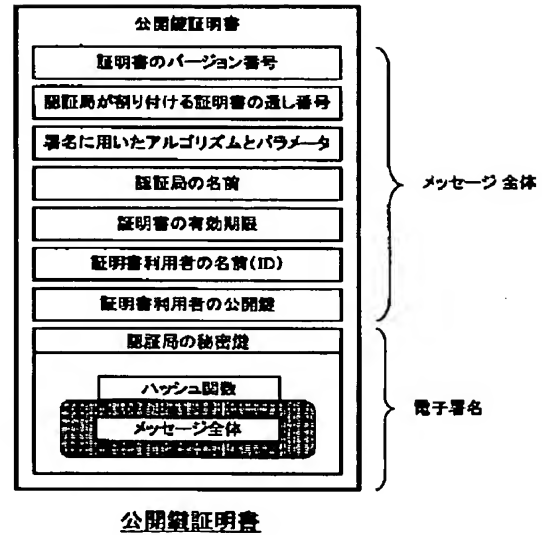 公開鍵証明書
証明書のバージョン番号
認証局が割り付ける証明書の通し番号
署名に用いたアルゴリズムとパラメータ
認証局の名前
証明書の有効期限
証明書利用者の名前(ID)
証明書利用者の公開鍵
メッセージ全体
認証局の秘密鍵
ハッシュ関数
メッセージ全体
電子署名
公開鍵証明書